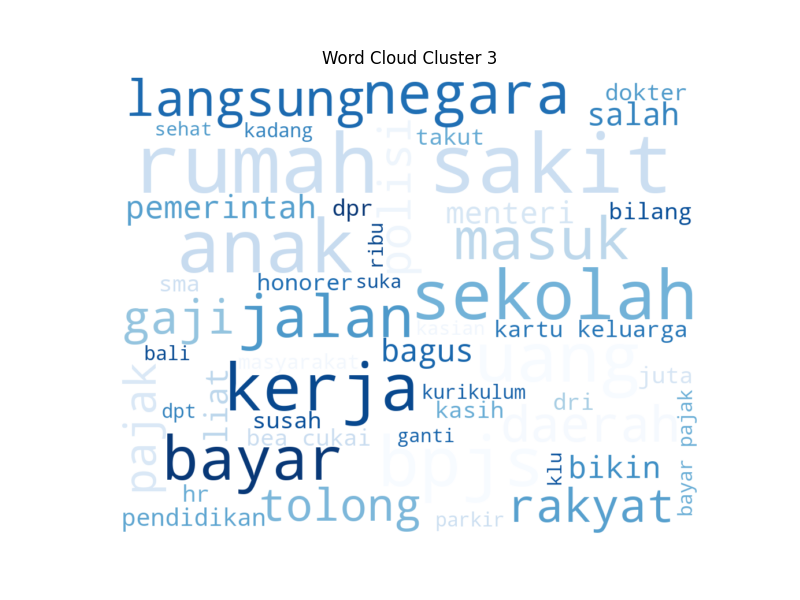 Word Cloud Cluster 3
langsung negara dokter
salah
sehat kadang takut
rumah sakit
polisi
pemerintah dpr menteri bilang
anak ribu masuk
sma honorer suka sekolah
gaji jalan kasian kartu keluarga
bali masyarakat bagus uang
pajak liat kerja kurikulum juta
dpt susah kasih dri daerah
bea cukai ganti bayar pajak
bayar bpjs klu bikin
hr tolong rakyat
pendidikan parkir